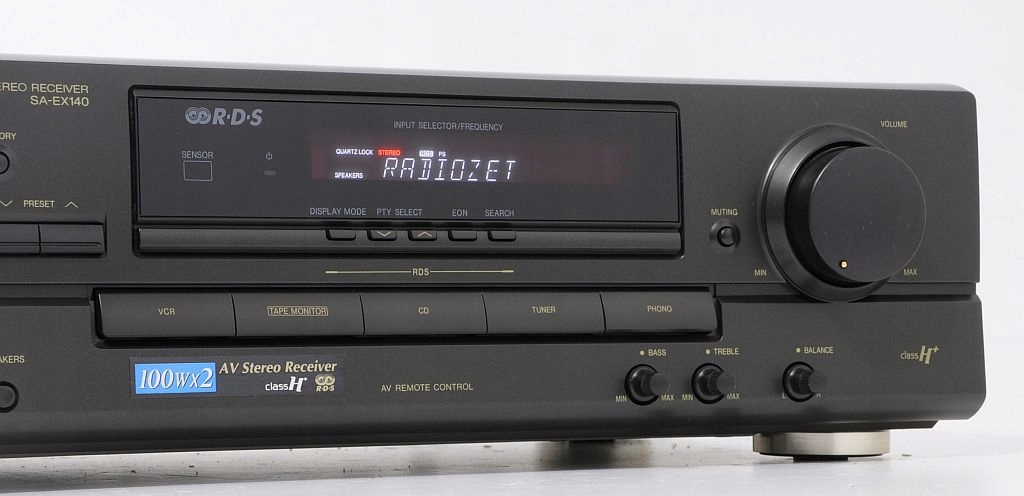 EREO RECEIVER
SA-EX140
R·D·S
INPUT SELECTOR/FREQUENCY
VOLUME
ORY
SENSOR
QUARTZ LOCK STEREO RDS PS
RADIOZET
SPEAKERS
PRESET
DISPLAY MODE PTY SELECT EON SEARCH
MUTING
MIN MAX
RDS
VCR TAPE MONITOR CD TUNER PHONO
AKERS
100W×2 AV Stereo Receiver
class H+ R·D·S
AV REMOTE CONTROL
BASS TREBLE BALANCE
class H+
MIN MAX MIN MAX L R